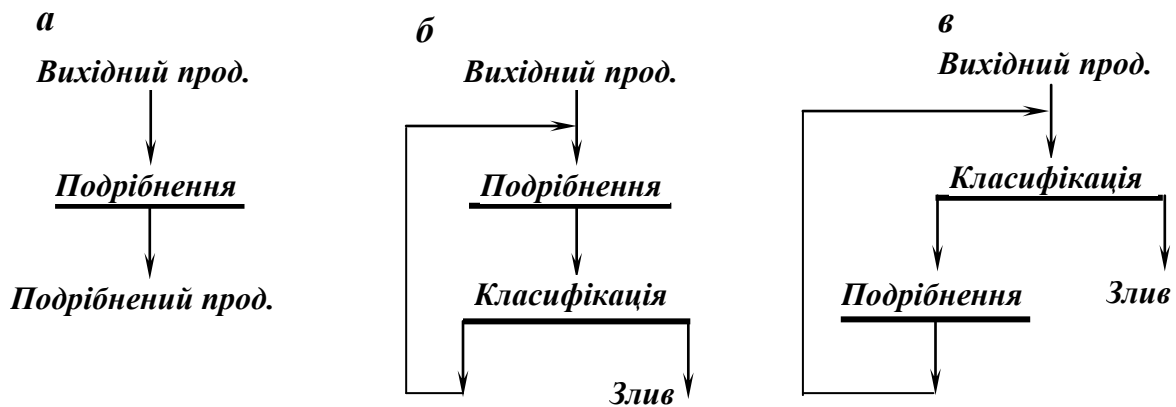 а
Вихідний прод.
Подрібнення
Подрібнений прод.
б
Вихідний прод.
Подрібнення
Класифікація
Злив
в
Вихідний прод.
Класифікація
Подрібнення
Злив